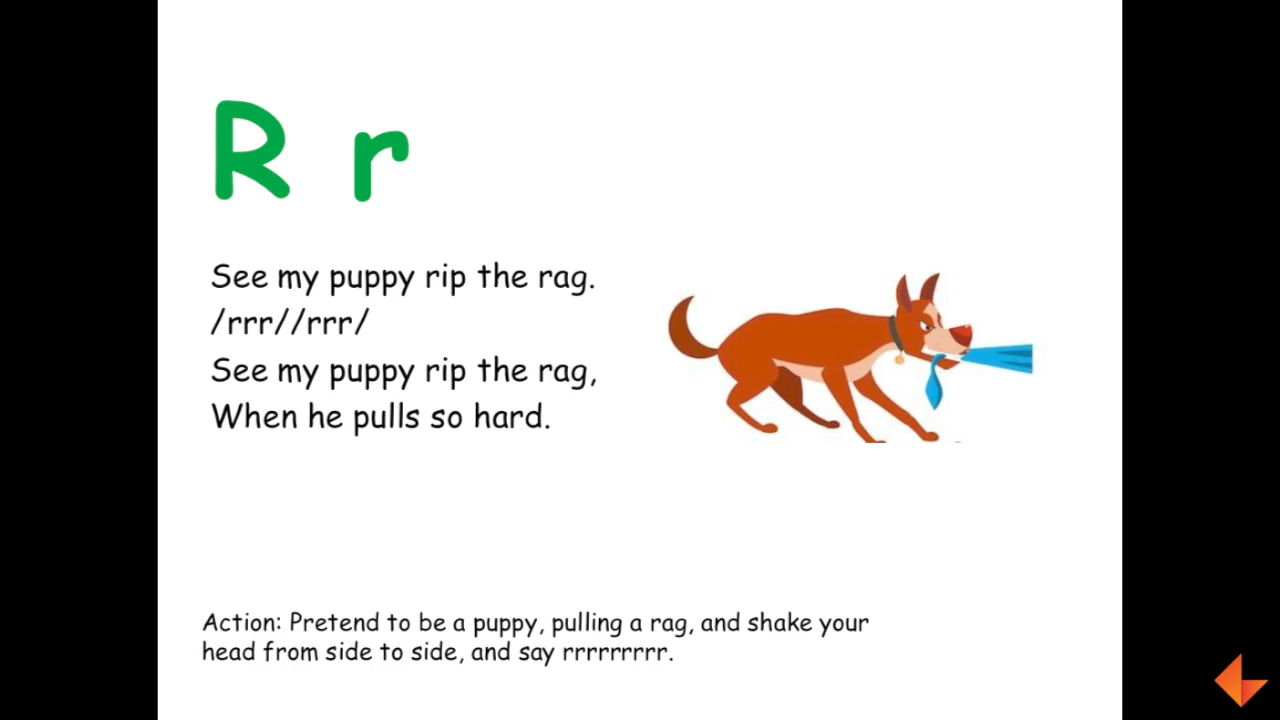 R r
See my puppy rip the rag.
/rrr//rrr/
See my puppy rip the rag,
When he pulls so hard.
Action: Pretend to be a puppy, pulling a rag, and shake your
head from side to side, and say rrrrrrrrr.